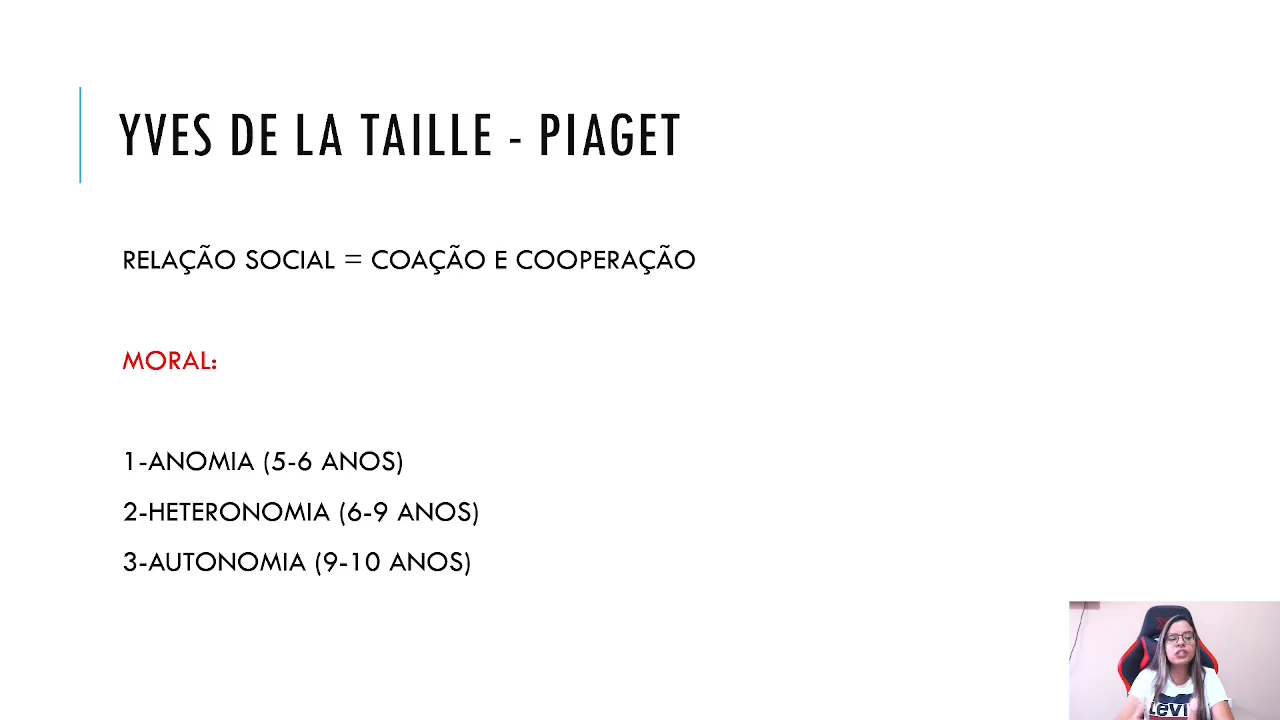 YVES DE LA TAILLE - PIAGET
RELAÇÃO SOCIAL = COAÇÃO E COOPERAÇÃO
MORAL:
1-ANOMIA (5-6 ANOS)
2-HETERONOMIA (6-9 ANOS)
3-AUTONOMIA (9-10 ANOS)
LEVI